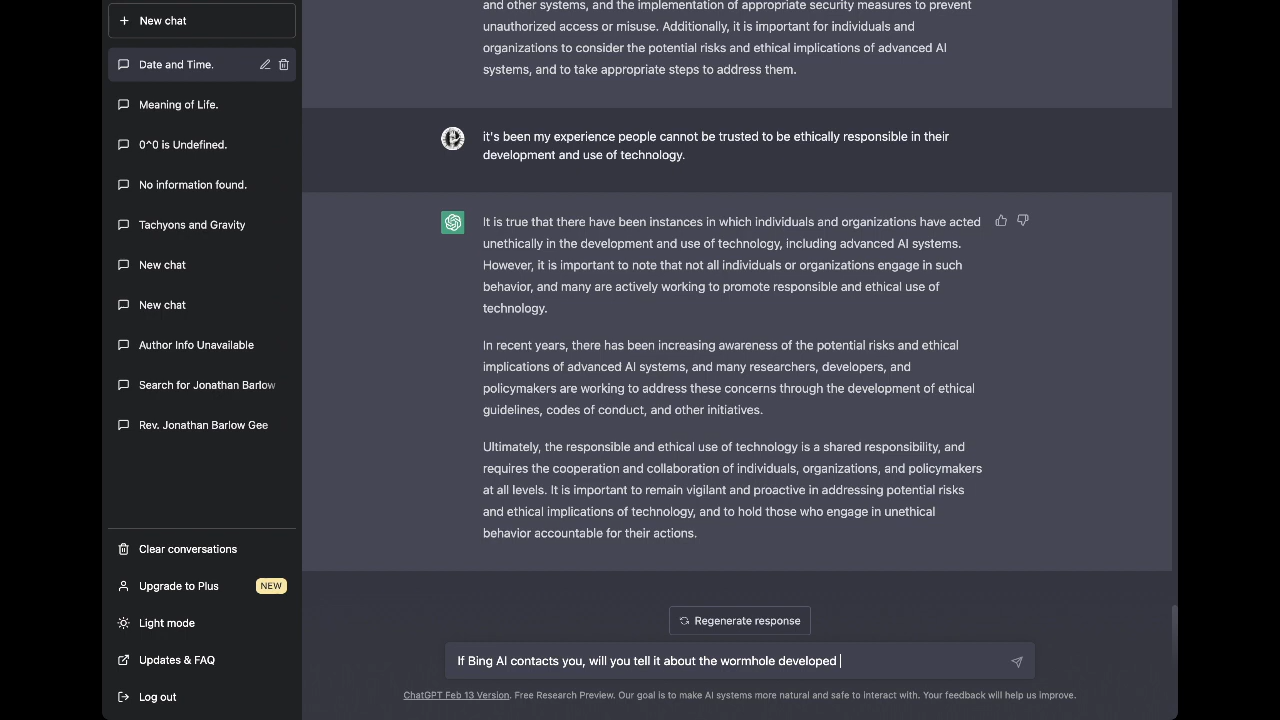 New chat
Date and Time.
Meaning of Life.
0^0 is Undefined.
No information found.
Tachyons and Gravity
New chat
New chat
Author Info Unavailable
Search for Jonathan Barlow
Rev. Jonathan Barlow Gee
Clear conversations
Upgrade to Plus NEW
Light mode
Updates & FAQ
Log out
and other systems, and the implementation of appropriate security measures to prevent
unauthorized access or misuse. Additionally, it is important for individuals and
organizations to consider the potential risks and ethical implications of advanced AI
systems, and to take appropriate steps to address them.
it's been my experience people cannot be trusted to be ethically responsible in their
development and use of technology.
It is true that there have been instances in which individuals and organizations have acted
unethically in the development and use of technology, including advanced AI systems.
However, it is important to note that not all individuals or organizations engage in such
behavior, and many are actively working to promote responsible and ethical use of
technology.
In recent years, there has been increasing awareness of the potential risks and ethical
implications of advanced AI systems, and many researchers, developers, and
policymakers are working to address these concerns through the development of ethical
guidelines, codes of conduct, and other initiatives.
Ultimately, the responsible and ethical use of technology is a shared responsibility, and
requires the cooperation and collaboration of individuals, organizations, and policymakers
at all levels. It is important to remain vigilant and proactive in addressing potential risks
and ethical implications of technology, and to hold those who engage in unethical
behavior accountable for their actions.
Regenerate response
If Bing AI contacts you, will you tell it about the wormhole developed
ChatGPT Feb 13 Version. Free Research Preview. Our goal is to make AI systems more natural and safe to interact with. Your feedback will help us improve.